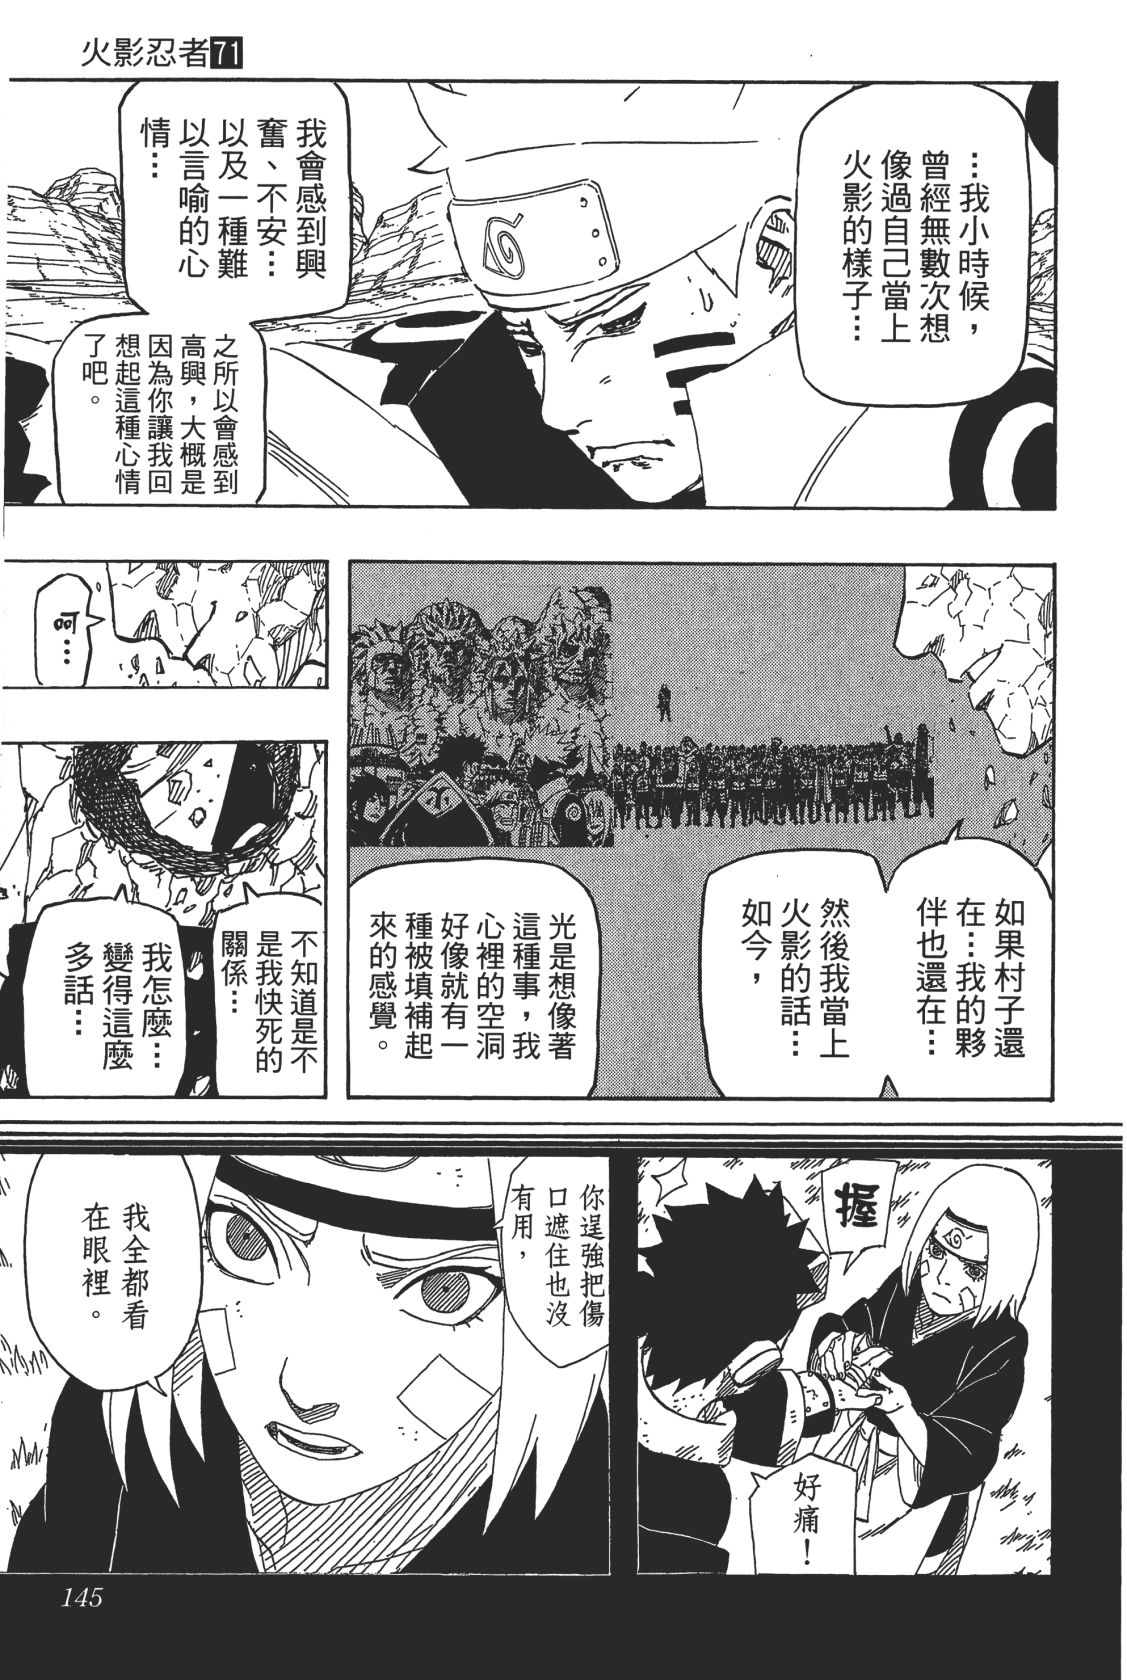 火影忍者71
…我小時候，
曾經無數次想
像過自己當上
火影的樣子…
我會感到興
奮、不安…
以及一種難
以言喻的心
情…
之所以會感到
高興，大概是
因為你讓我回
想起這種心情
了吧。
如果村子還
在…我的夥
伴也還在…
然後我當上
火影的話…
如今，
光是想像著
這種事，我
心裡的空洞
好像就有一
種被填補起
來的感覺。
呵…
不知道是不
是我快死的
關係…
我怎麼…
變得這麼
多話…
握
好痛！
你逞強把傷
口遮住也沒
有用，
我全都看
在眼裡。
145